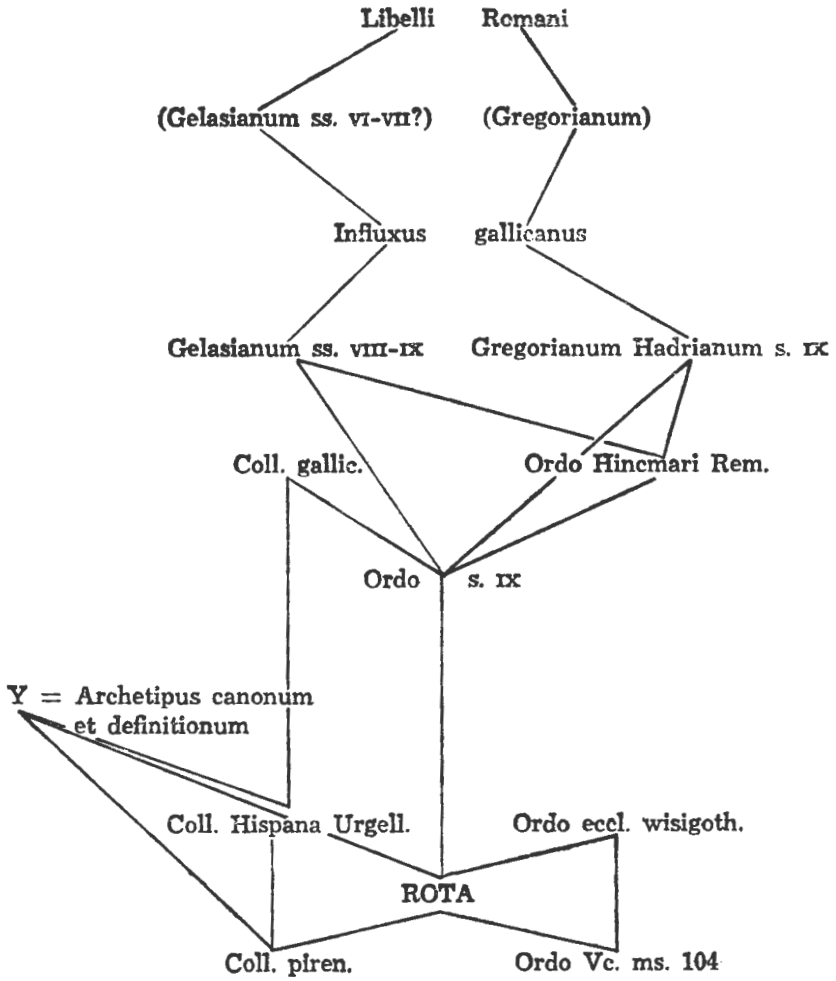 Libelli Romani
(Gelasianum ss. VI-VII?) (Gregorianum)
Influxus gallicanus
Gelasianum ss. VIII-IX Gregorianum Hadrianum s. IX
Coll. gallic. Ordo Hincmari Rem.
Ordo s. IX
Y = Archetipus canonum
et definitionum
Coll. Hispana Urgell. Ordo eccl. wisigoth.
ROTA
Coll. piren. Ordo Vc. ms. 104